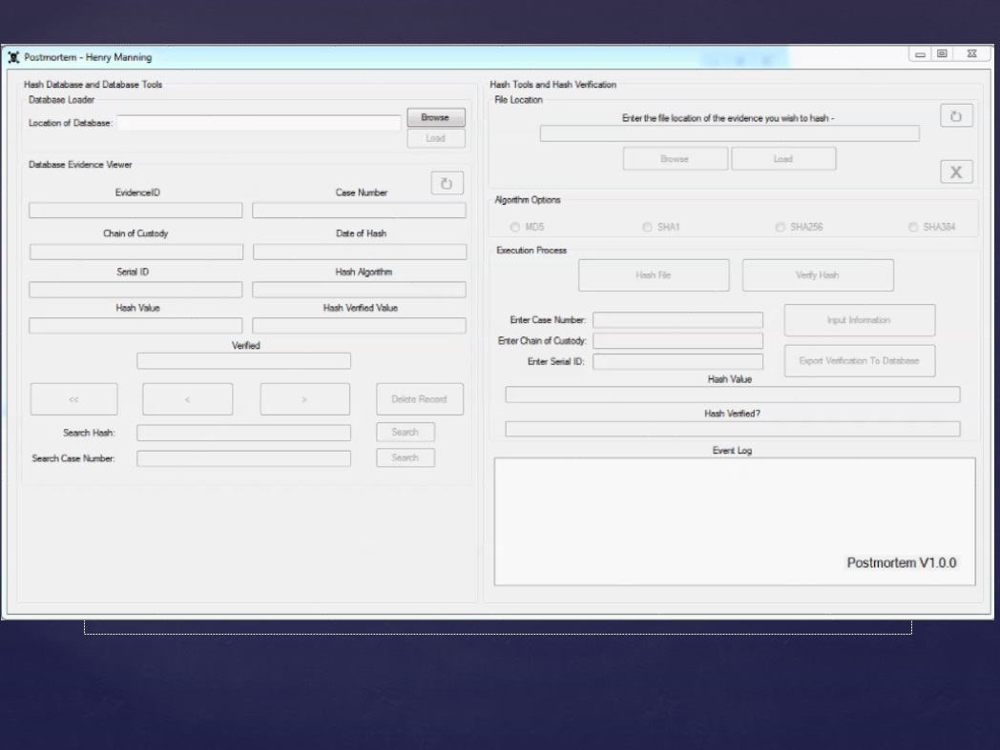 Postmortem - Henry Manning
Hash Database and Database Tools
Database Loader
Location of Database:
Browse
Load
Database Evidence Viewer
EvidenceID
Case Number
Chain of Custody
Date of Hash
Serial ID
Hash Algorithm
Hash Value
Hash Verified Value
Verified
<<
<
>
Delete Record
Search Hash:
Search
Search Case Number:
Search
Hash Tools and Hash Verification
File Location
Enter the file location of the evidence you wish to hash -
Browse
Load
X
Algorithm Options
MD5
SHA1
SHA256
SHA384
Execution Process
Hash File
Verify Hash
Enter Case Number:
Input Information
Enter Chain of Custody:
Enter Serial ID:
Export Verification To Database
Hash Value
Hash Verified?
Event Log
Postmortem V1.0.0